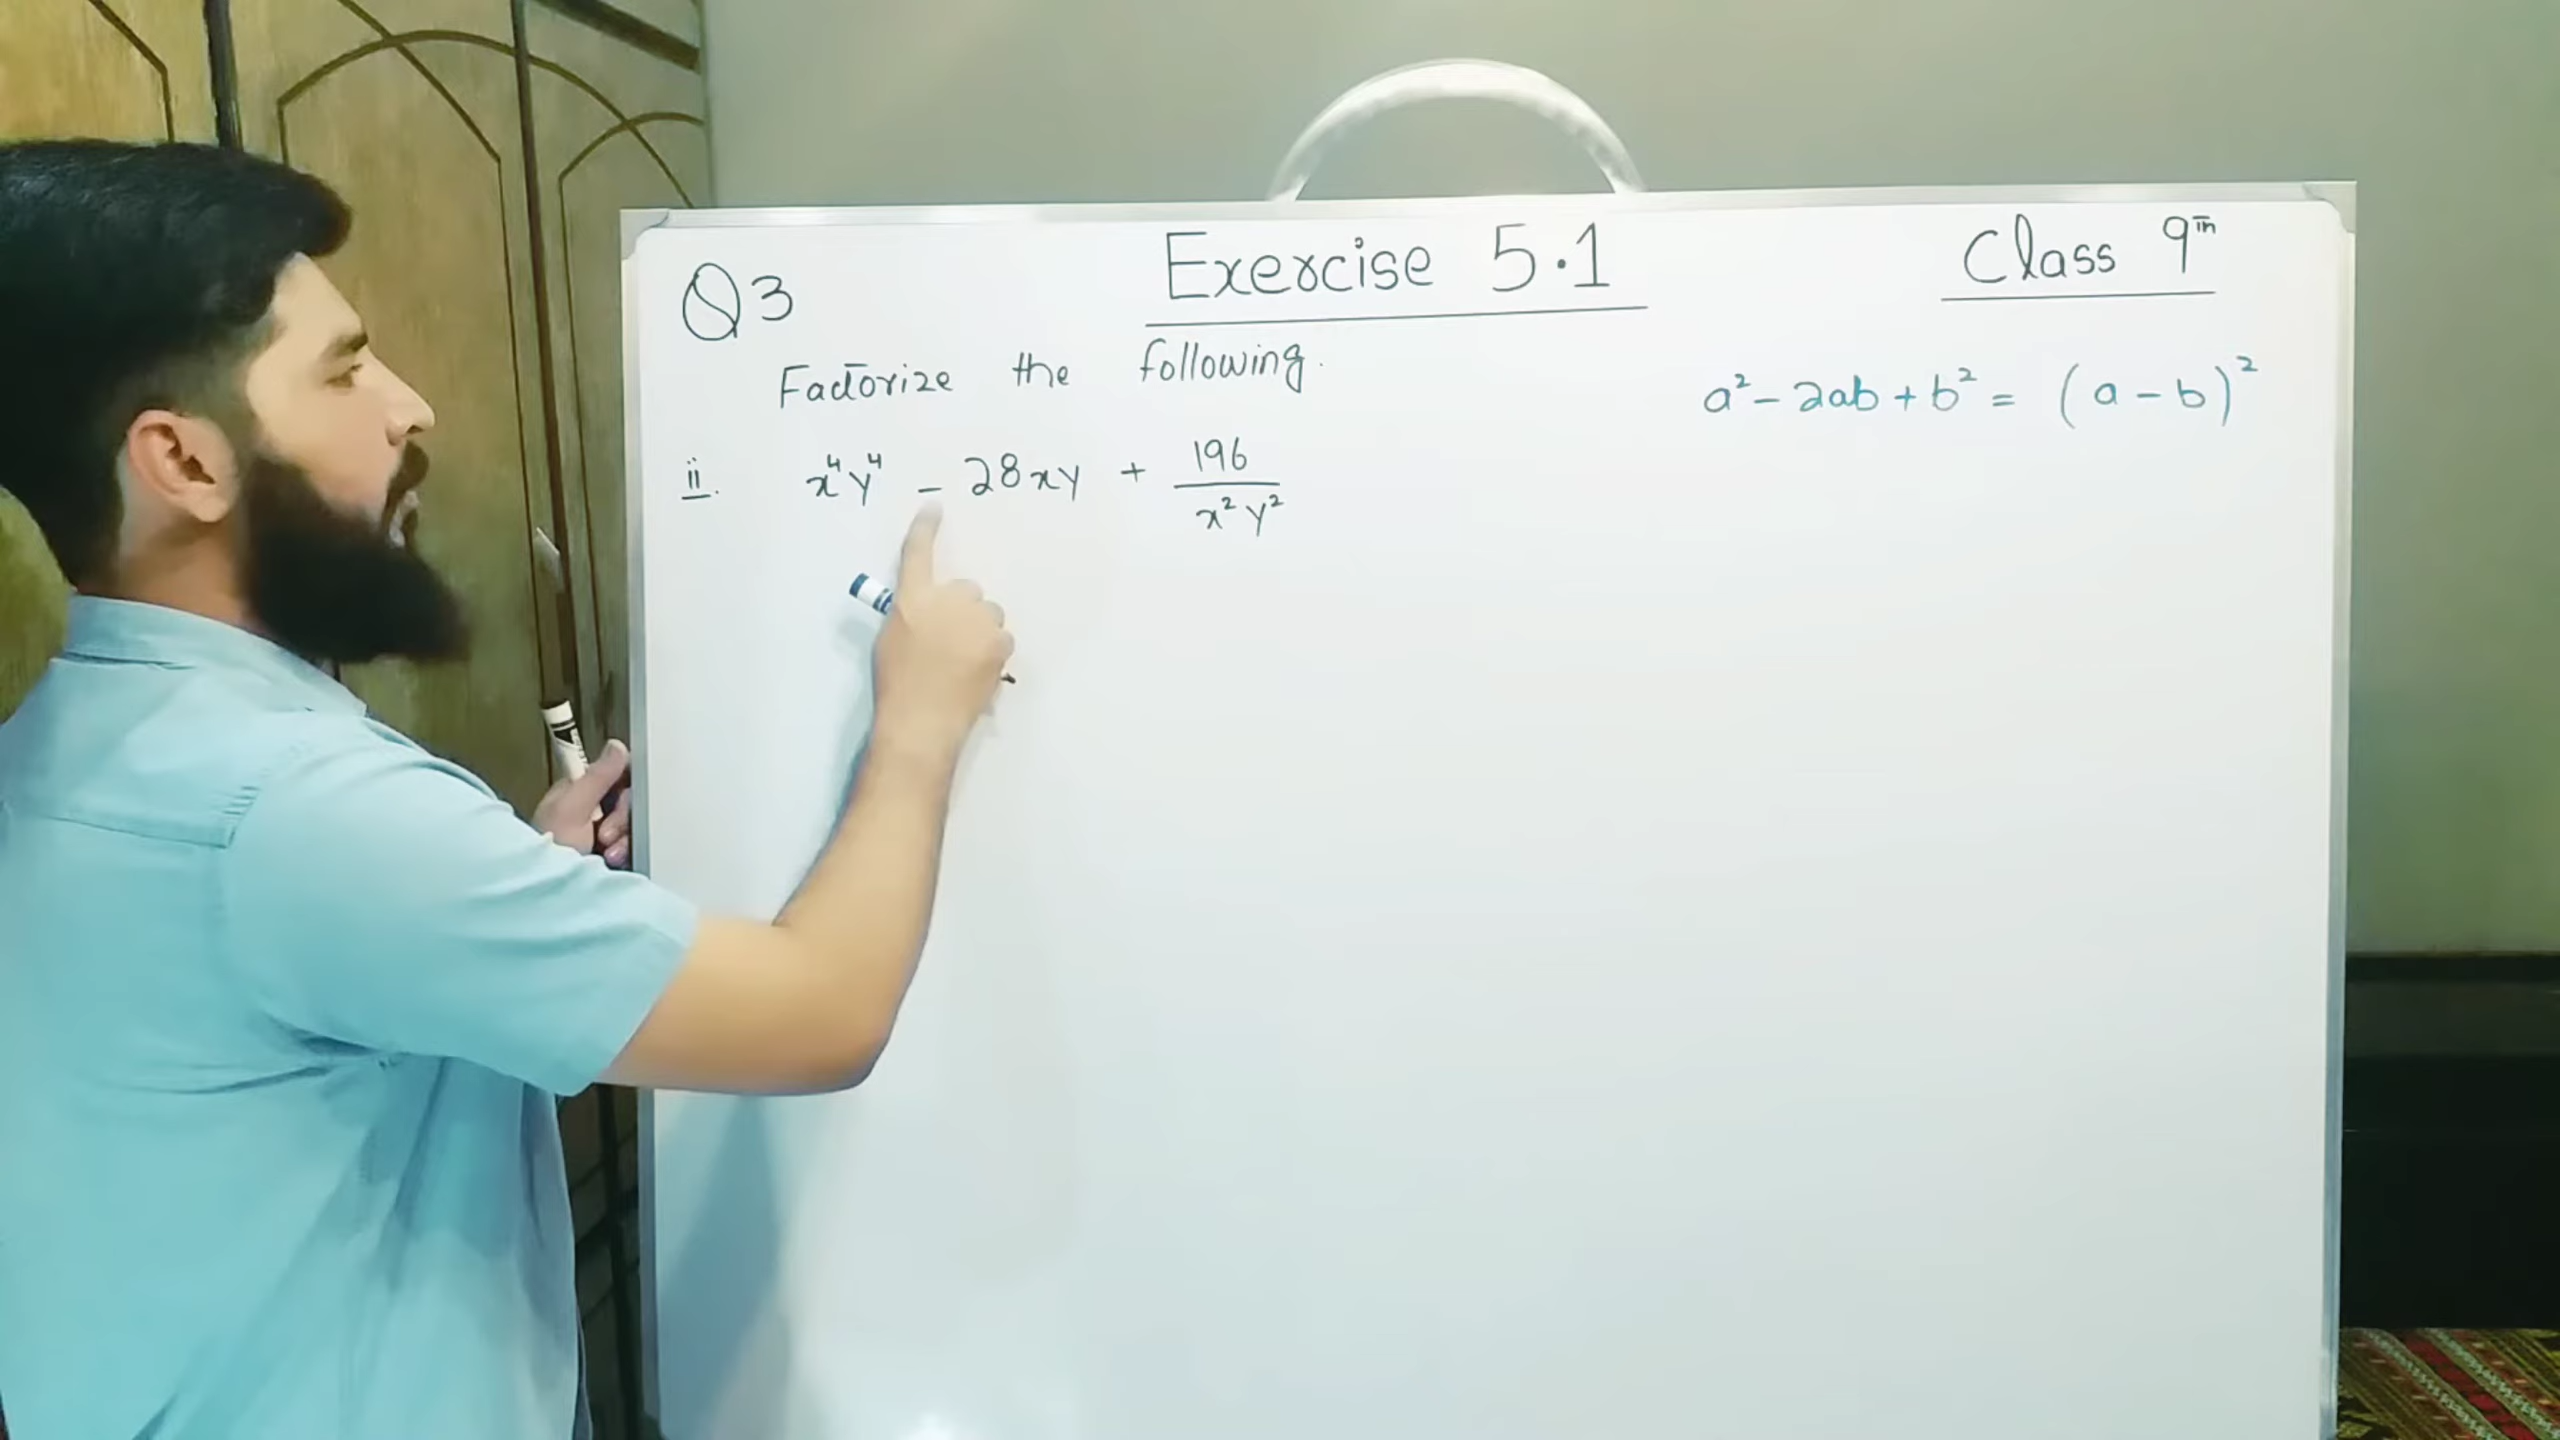 Exercise 5.1
Class 9th
Q3
Factorize the following.
a² - 2ab + b² = (a - b)²
ii. x⁴y⁴ - 28xy + 196/x²y²